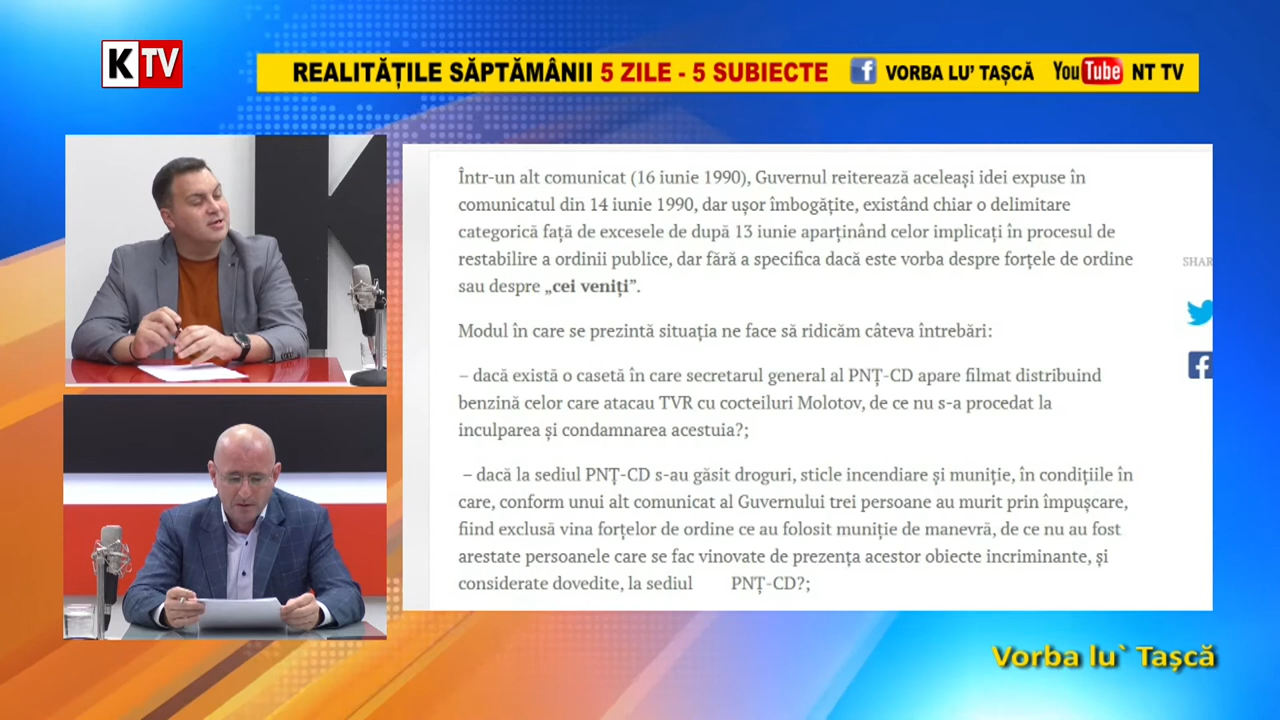 K TV
REALITĂȚILE SĂPTĂMÂNII 5 ZILE - 5 SUBIECTE f VORBA LU' TAȘCĂ YouTube NT TV
Într-un alt comunicat (16 iunie 1990), Guvernul reiterează aceleași idei expuse în
comunicatul din 14 iunie 1990, dar ușor îmbogățite, existând chiar o delimitare
categorică față de excesele de după 13 iunie aparținând celor implicați în procesul de
restabilire a ordinii publice, dar fără a specifica dacă este vorba despre forțele de ordine
sau despre „cei veniți”.
SHAR
Modul în care se prezintă situația ne face să ridicăm câteva întrebări:
– dacă există o casetă în care secretarul general al PNȚ-CD apare filmat distribuind
benzină celor care atacau TVR cu cocteiluri Molotov, de ce nu s-a procedat la
inculparea și condamnarea acestuia?;
– dacă la sediul PNȚ-CD s-au găsit droguri, sticle incendiare și muniție, în condițiile în
care, conform unui alt comunicat al Guvernului trei persoane au murit prin împușcare,
fiind exclusă vina forțelor de ordine ce au folosit muniție de manevră, de ce nu au fost
arestate persoanele care se fac vinovate de prezența acestor obiecte incriminante, și
considerate dovedite, la sediul PNȚ-CD?;
Vorba lu` Tașcă